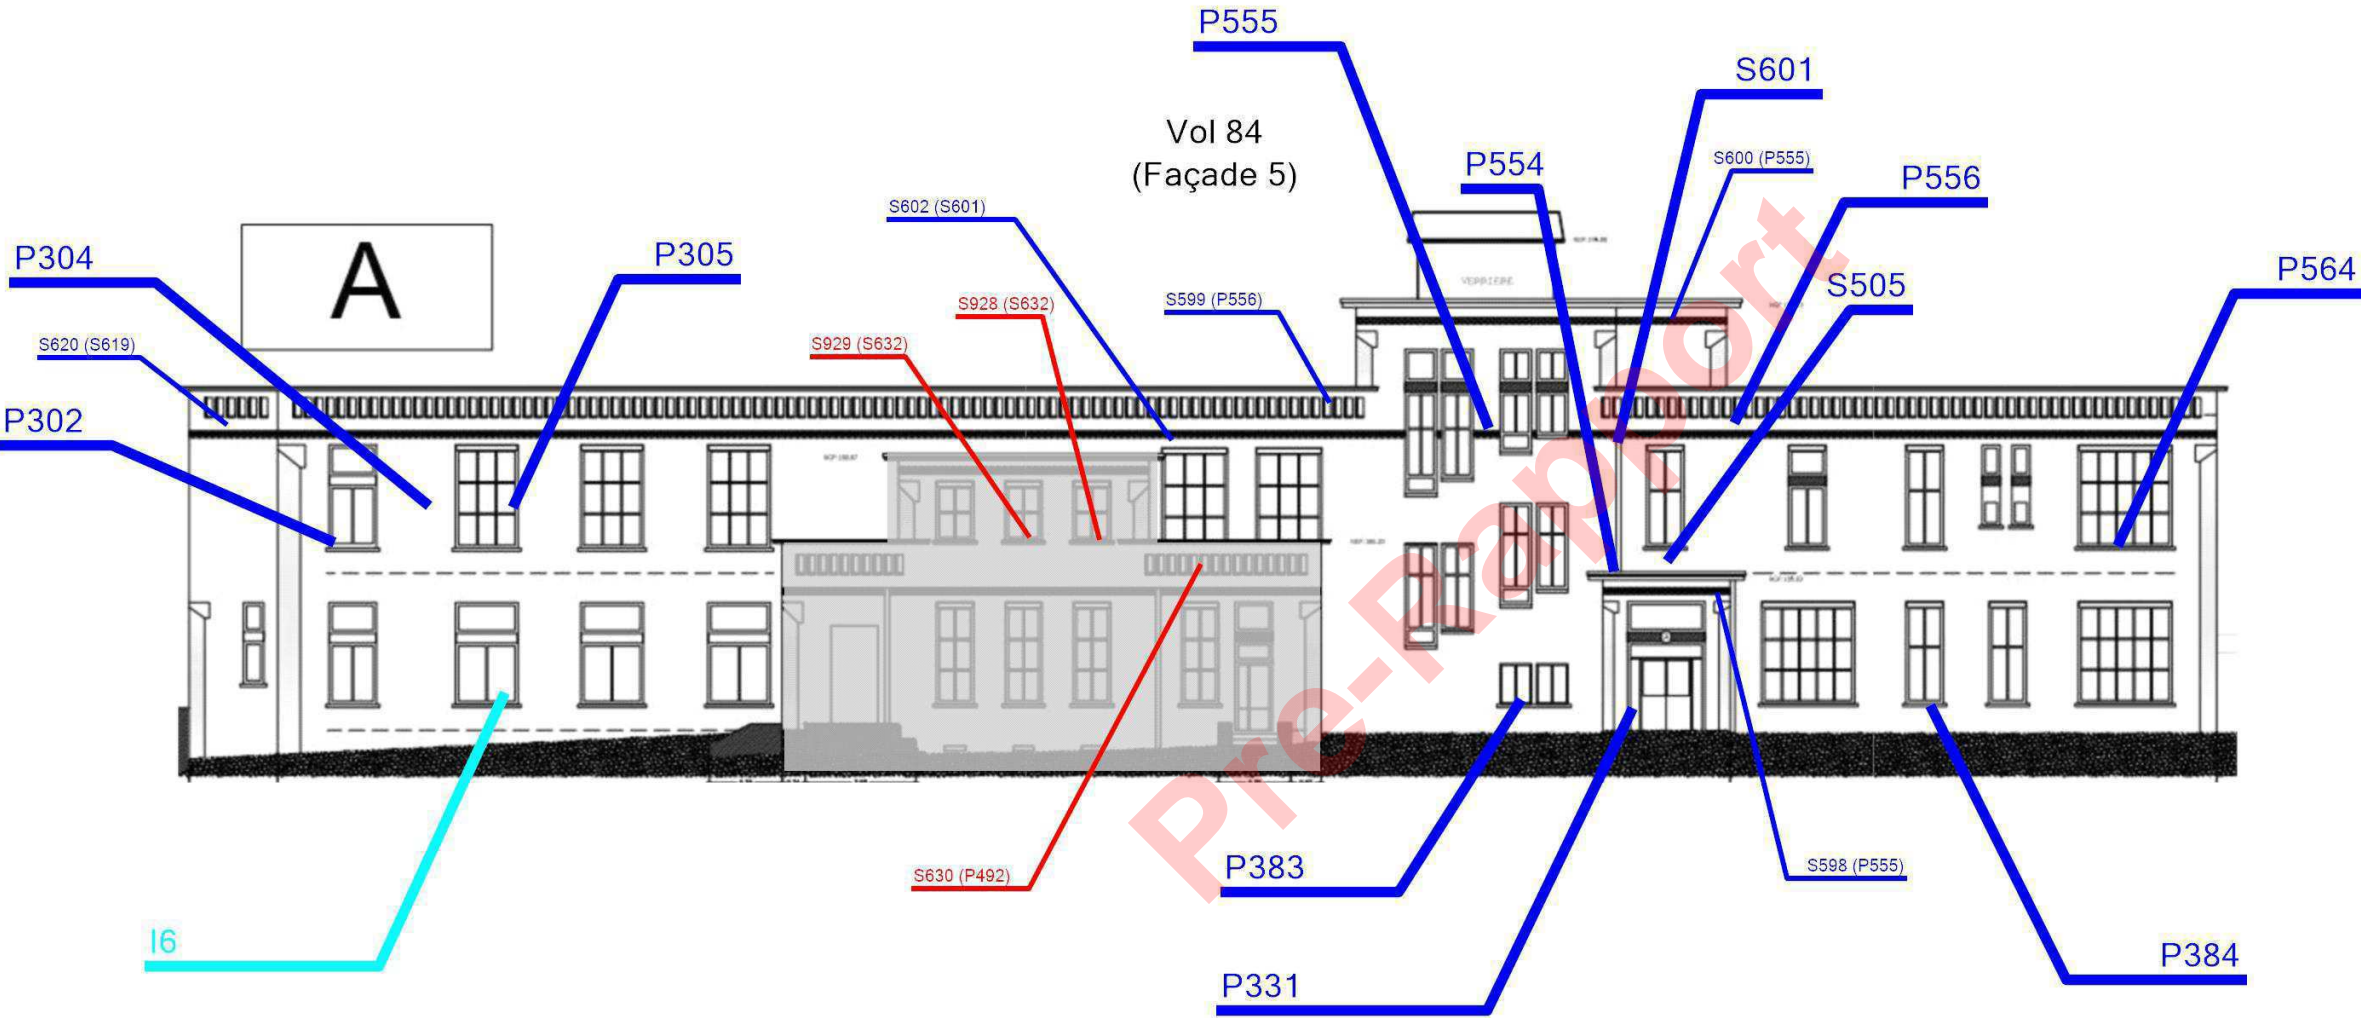 P555
S601
Vol 84
(Façade 5)
P554
S600 (P555)
P556
S602 (S601)
A
P304
P305
P564
S505
VERRIERE
S928 (S632)
S599 (P556)
S620 (S619)
S929 (S632)
P302
Pre-Rapport
S630 (P492)
P383
S598 (P555)
I6
P331
P384